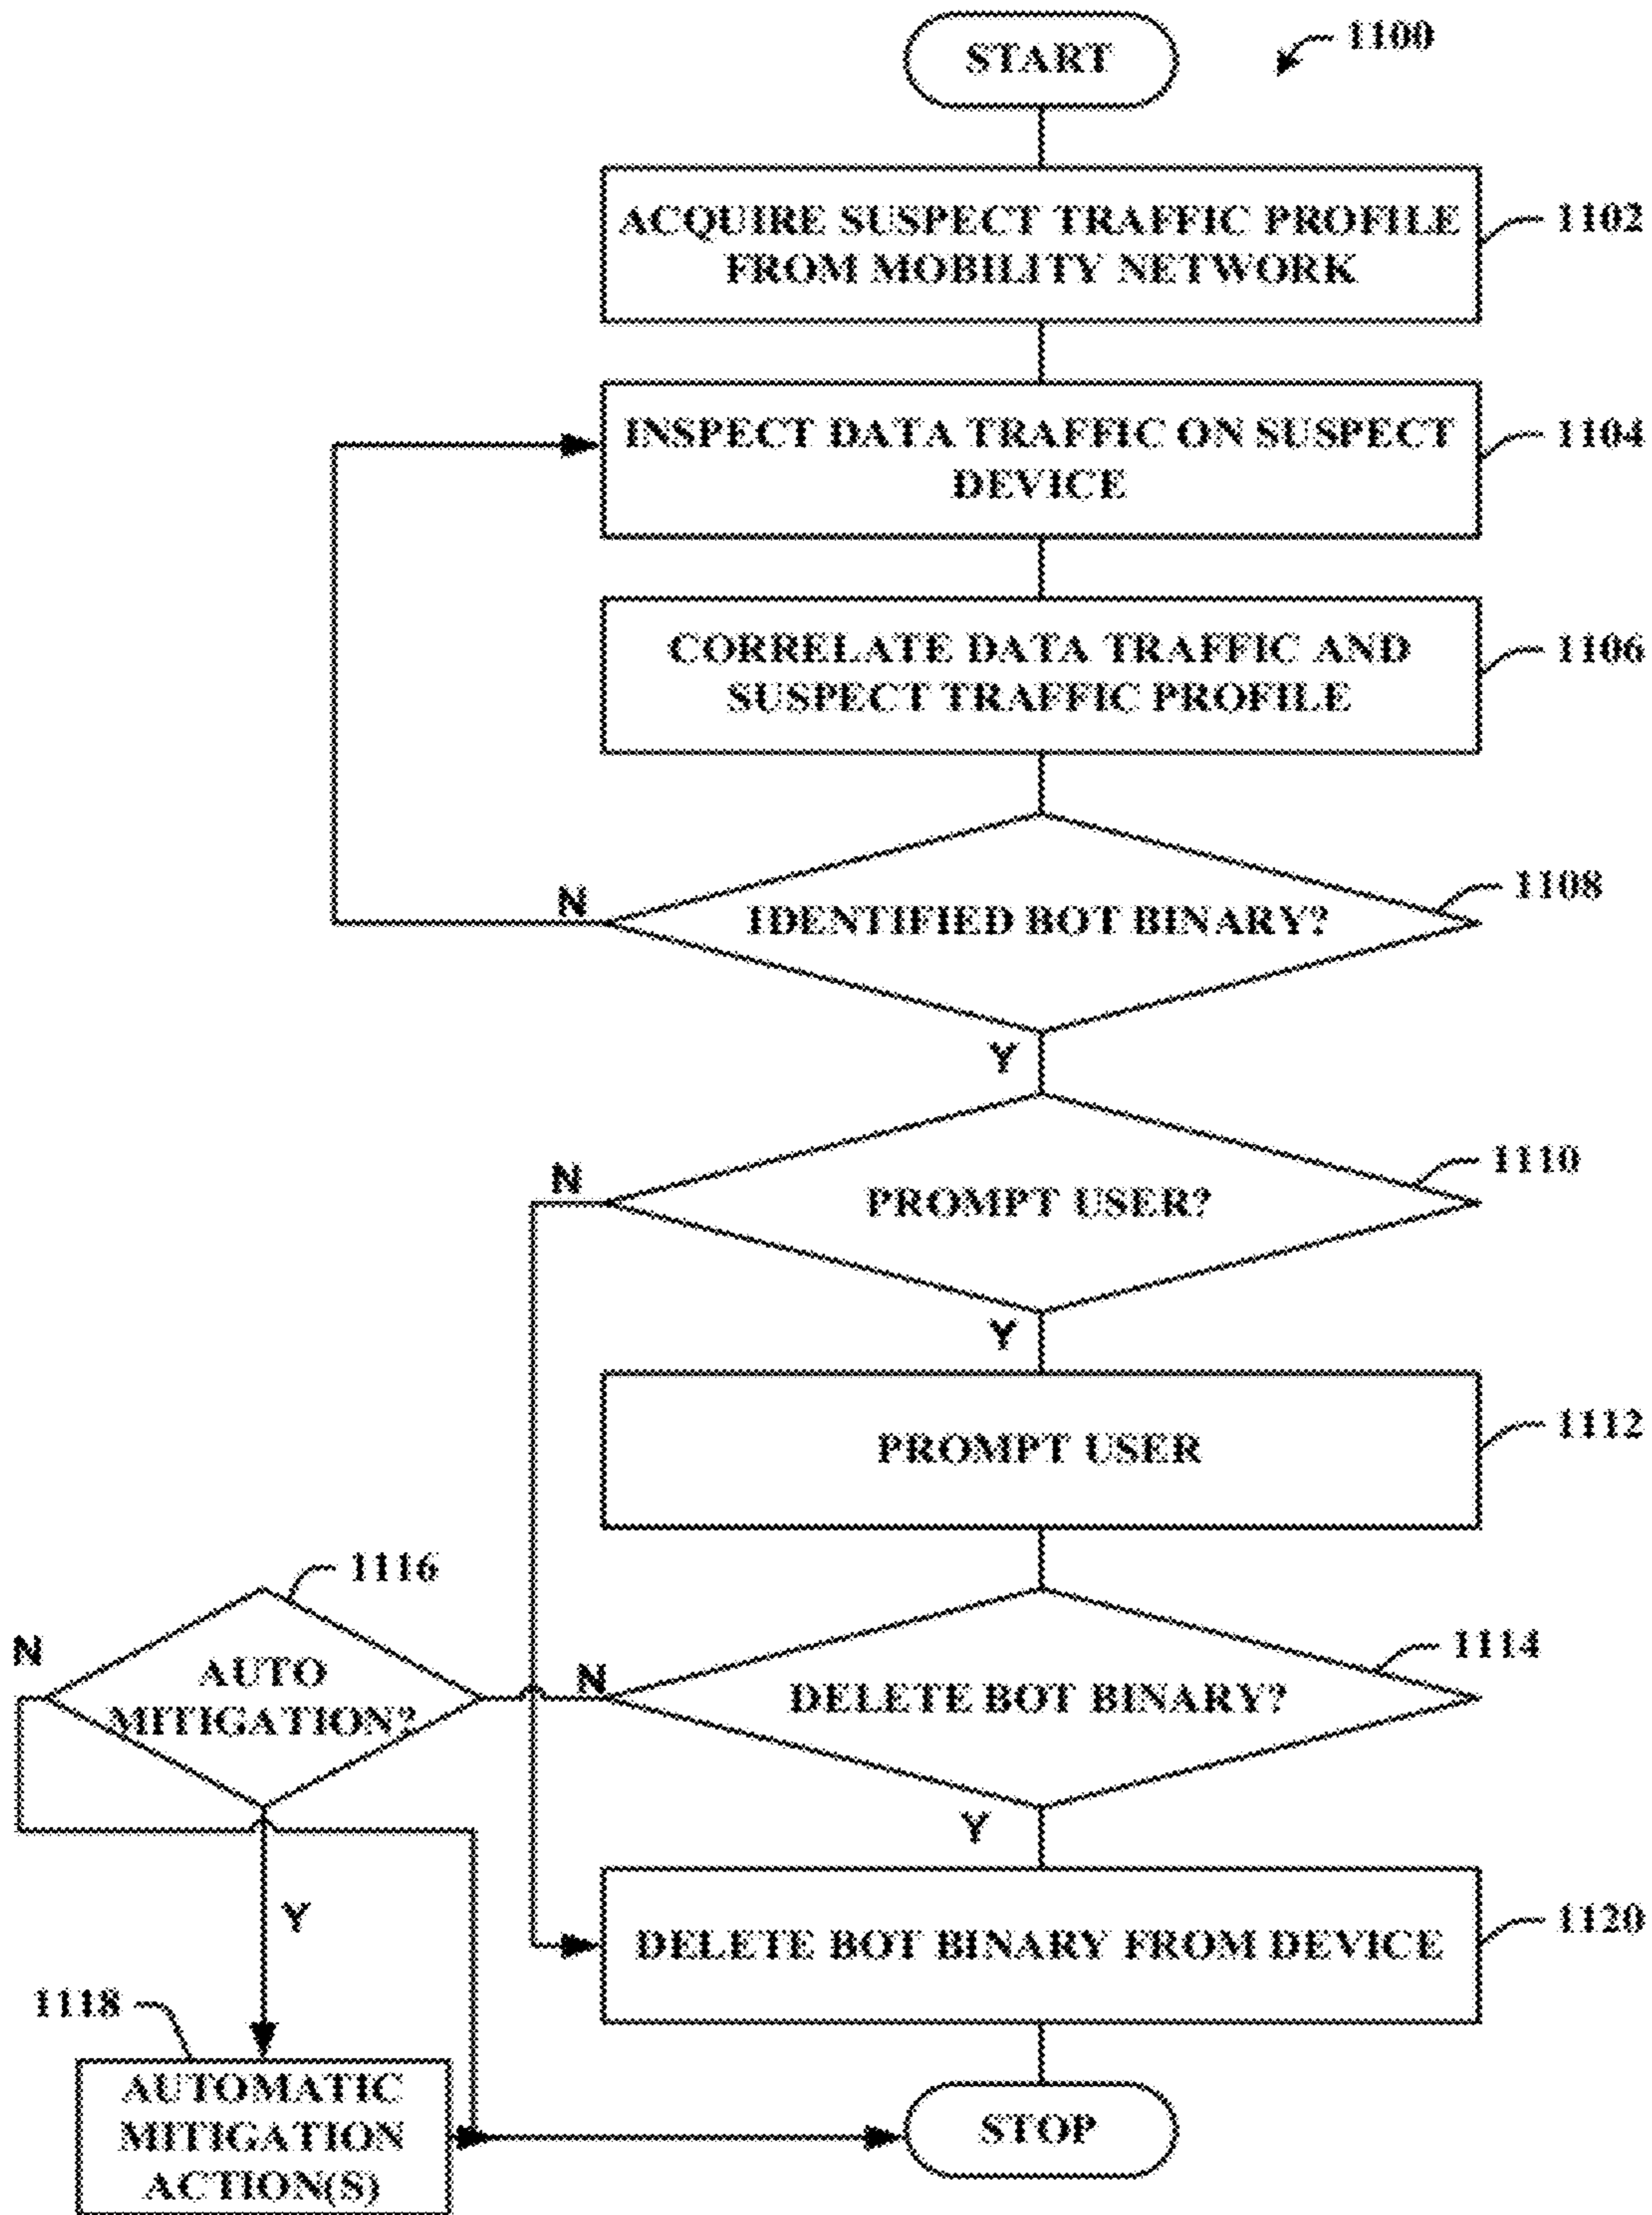 START
1100
ACQUIRE SUSPECT TRAFFIC PROFILE
FROM MOBILITY NETWORK
1102
INSPECT DATA TRAFFIC ON SUSPECT
DEVICE
1104
CORRELATE DATA TRAFFIC AND
SUSPECT TRAFFIC PROFILE
1106
N
IDENTIFIED BOT BINARY?
1108
Y
N
PROMPT USER?
1110
Y
PROMPT USER
1112
1116
N
AUTO
MITIGATION?
N
DELETE BOT BINARY?
1114
Y
Y
DELETE BOT BINARY FROM DEVICE
1120
1118
AUTOMATIC
MITIGATION
ACTION(S)
STOP